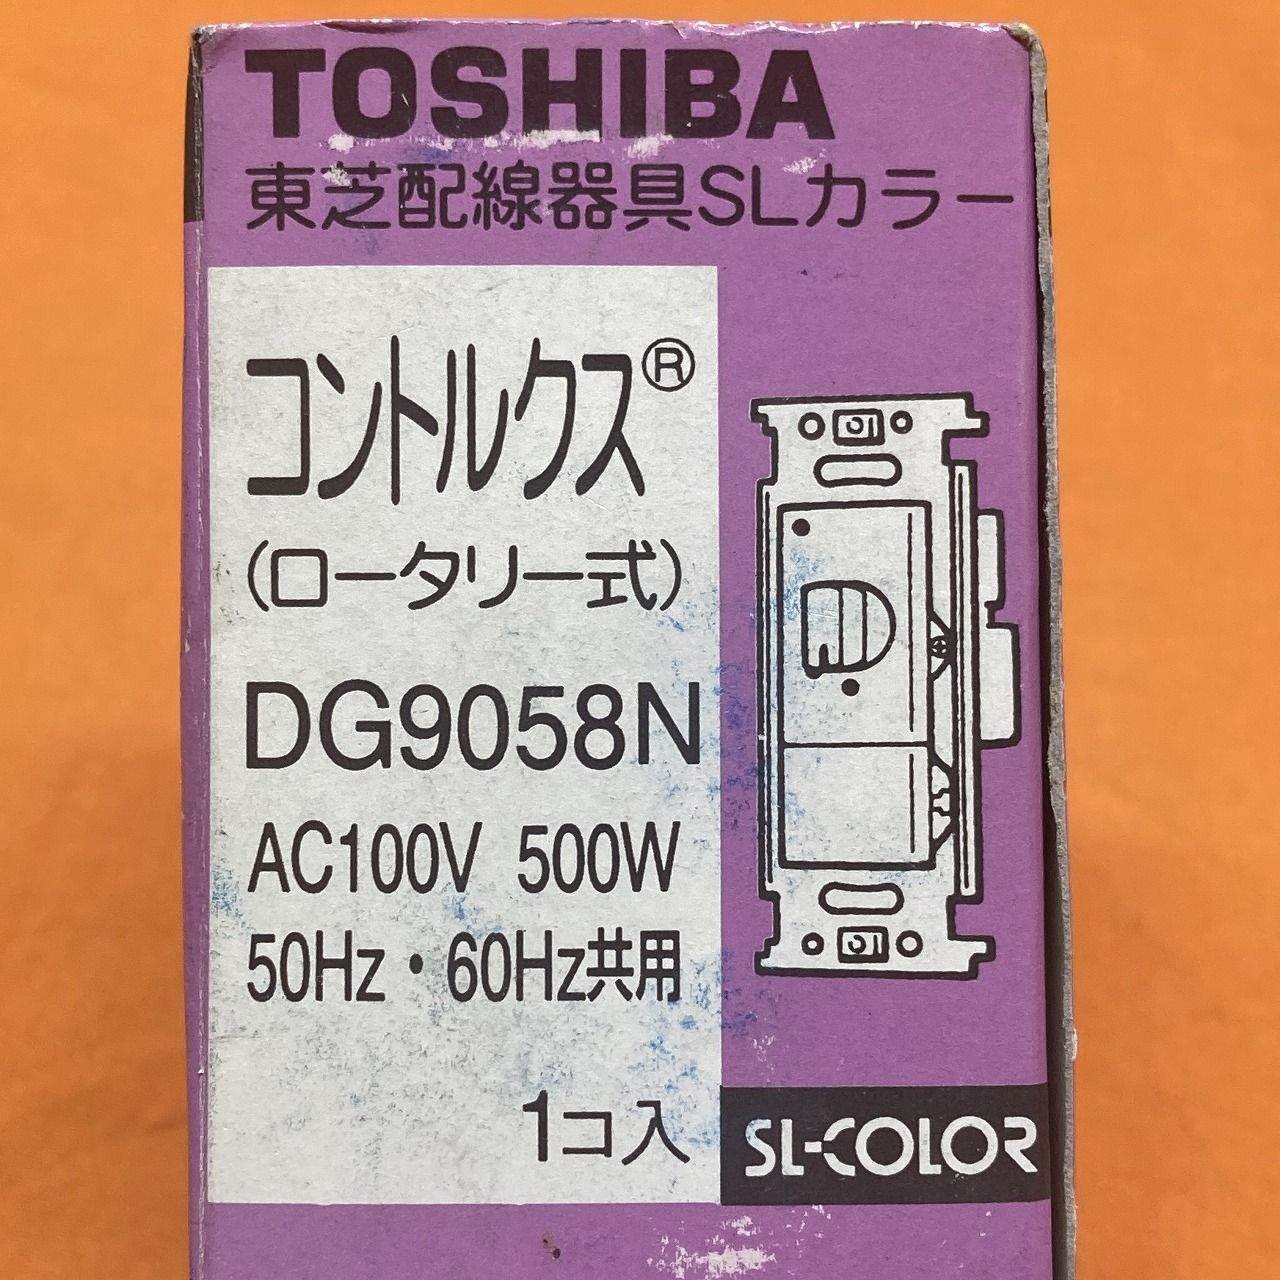 TOSHIBA
東芝配線器具SLカラー
コントルクス®
(ロータリー式)
DG9058N
AC100V 500W
50Hz・60Hz共用
1コ入
SL-COLOR